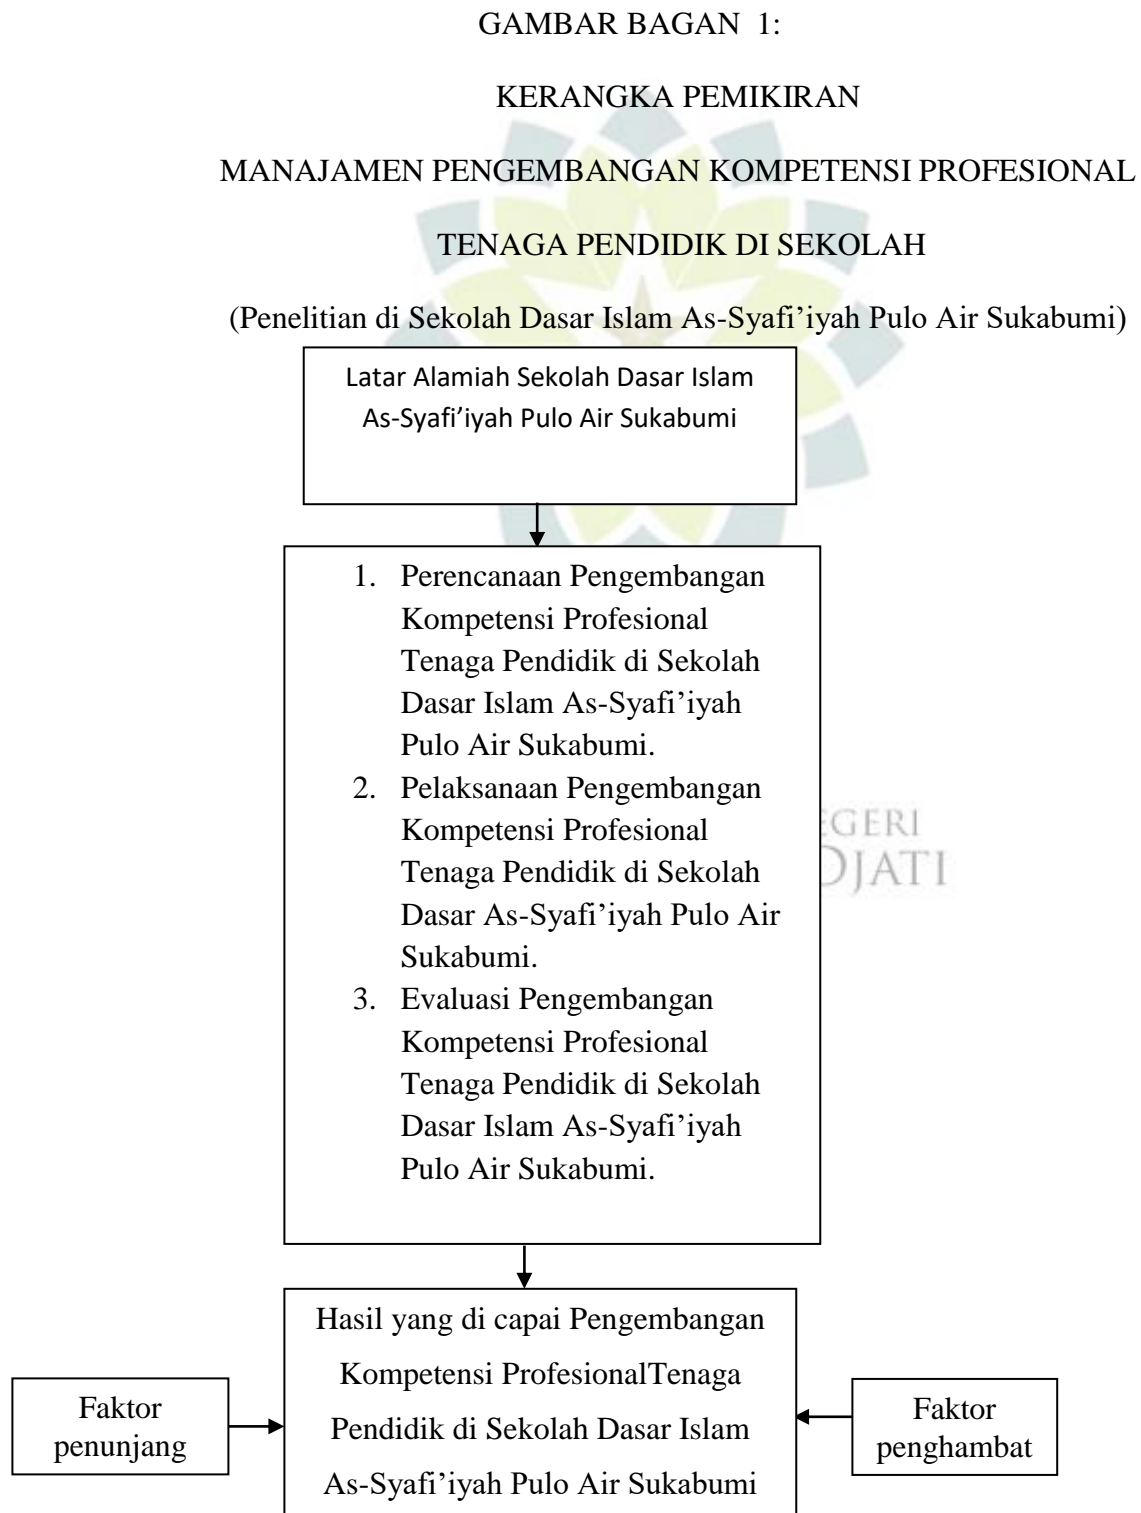 GAMBAR BAGAN 1:
KERANGKA PEMIKIRAN
MANAJAMEN PENGEMBANGAN KOMPETENSI PROFESIONAL
TENAGA PENDIDIK DI SEKOLAH
(Penelitian di Sekolah Dasar Islam As-Syafi’iyah Pulo Air Sukabumi)
Latar Alamiah Sekolah Dasar Islam
As-Syafi’iyah Pulo Air Sukabumi
1. Perencanaan Pengembangan
Kompetensi Profesional
Tenaga Pendidik di Sekolah
Dasar Islam As-Syafi’iyah
Pulo Air Sukabumi.
2. Pelaksanaan Pengembangan
Kompetensi Profesional
Tenaga Pendidik di Sekolah
Dasar As-Syafi’iyah Pulo Air
Sukabumi.
3. Evaluasi Pengembangan
Kompetensi Profesional
Tenaga Pendidik di Sekolah
Dasar Islam As-Syafi’iyah
Pulo Air Sukabumi.
EGERI
DJATI
Hasil yang di capai Pengembangan
Kompetensi ProfesionalTenaga
Pendidik di Sekolah Dasar Islam
As-Syafi’iyah Pulo Air Sukabumi
Faktor
penunjang
Faktor
penghambat